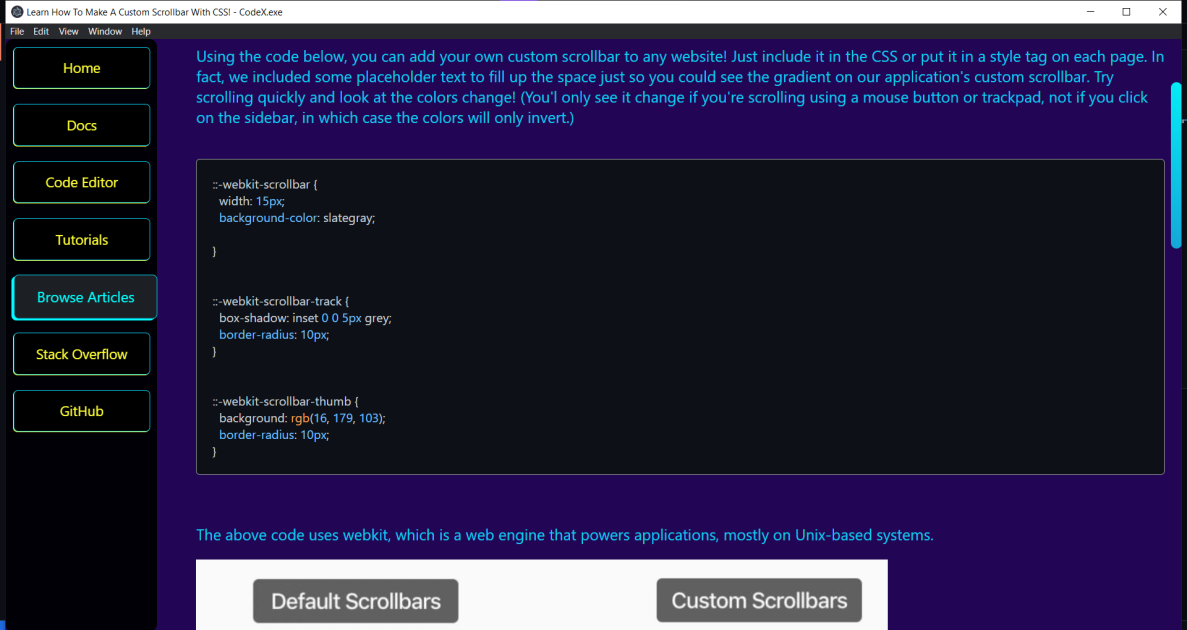 Learn How To Make A Custom Scrollbar With CSS! - CodeX.exe
File Edit View Window Help
Home
Docs
Code Editor
Tutorials
Browse Articles
Stack Overflow
GitHub
Using the code below, you can add your own custom scrollbar to any website! Just include it in the CSS or put it in a style tag on each page. In
fact, we included some placeholder text to fill up the space just so you could see the gradient on our application's custom scrollbar. Try
scrolling quickly and look at the colors change! (You'l only see it change if you're scrolling using a mouse button or trackpad, not if you click
on the sidebar, in which case the colors will only invert.)
::-webkit-scrollbar {
width: 15px;
background-color: slategray;
}
::-webkit-scrollbar-track {
box-shadow: inset 0 0 5px grey;
border-radius: 10px;
}
::-webkit-scrollbar-thumb {
background: rgb(16, 179, 103);
border-radius: 10px;
}
The above code uses webkit, which is a web engine that powers applications, mostly on Unix-based systems.
Default Scrollbars
Custom Scrollbars